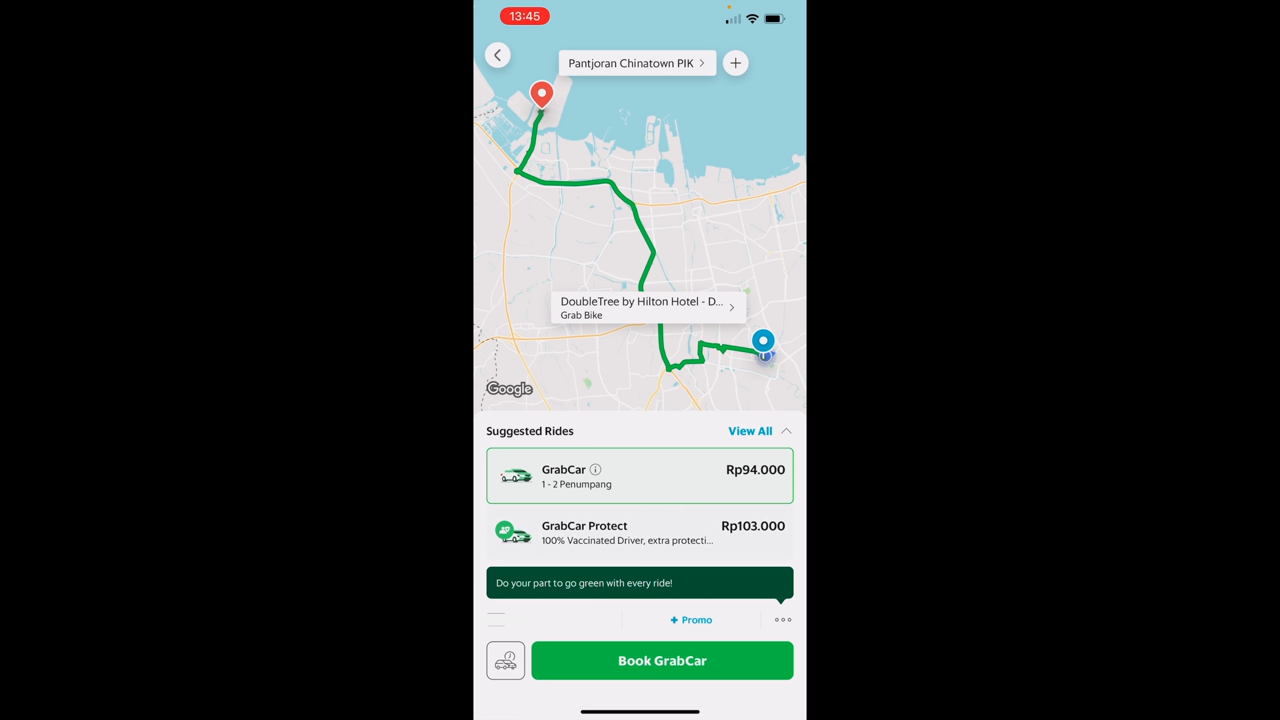 13:45
Pantjoran Chinatown PIK
DoubleTree by Hilton Hotel - D...
Grab Bike
Google
Suggested Rides
View All
GrabCar
Rp94.000
1 - 2 Penumpang
GrabCar Protect
Rp103.000
100% Vaccinated Driver, extra protecti...
Do your part to go green with every ride!
+ Promo
Book GrabCar